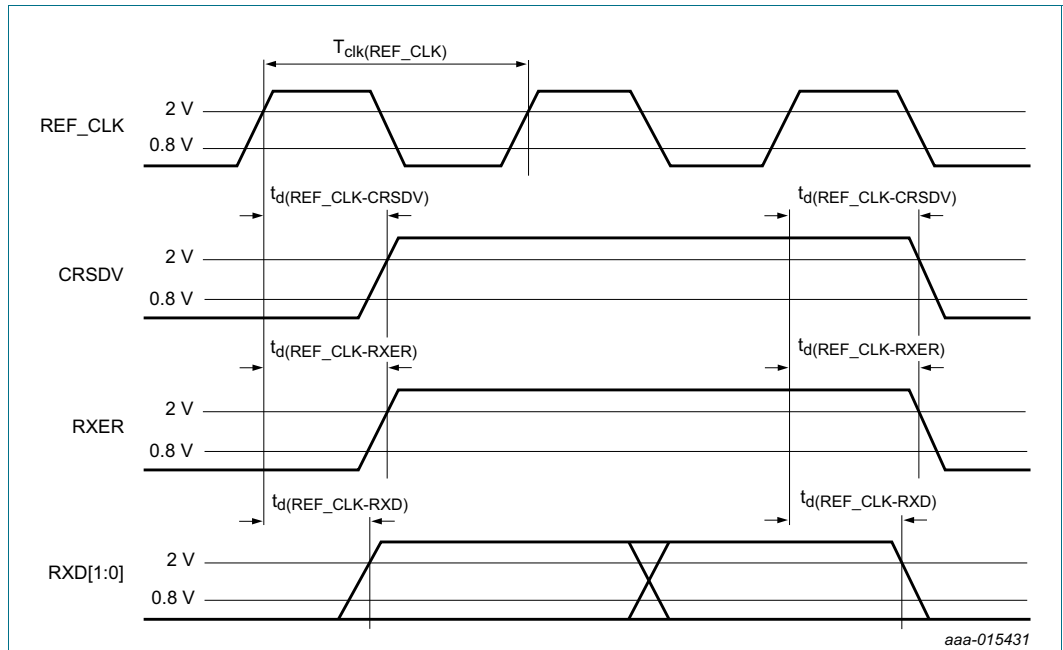 Tclk(REF_CLK)
REF_CLK
2 V
0.8 V
td(REF_CLK-CRSDV)
td(REF_CLK-CRSDV)
CRSDV
2 V
0.8 V
td(REF_CLK-RXER)
td(REF_CLK-RXER)
RXER
2 V
0.8 V
td(REF_CLK-RXD)
td(REF_CLK-RXD)
RXD[1:0]
2 V
0.8 V
aaa-015431